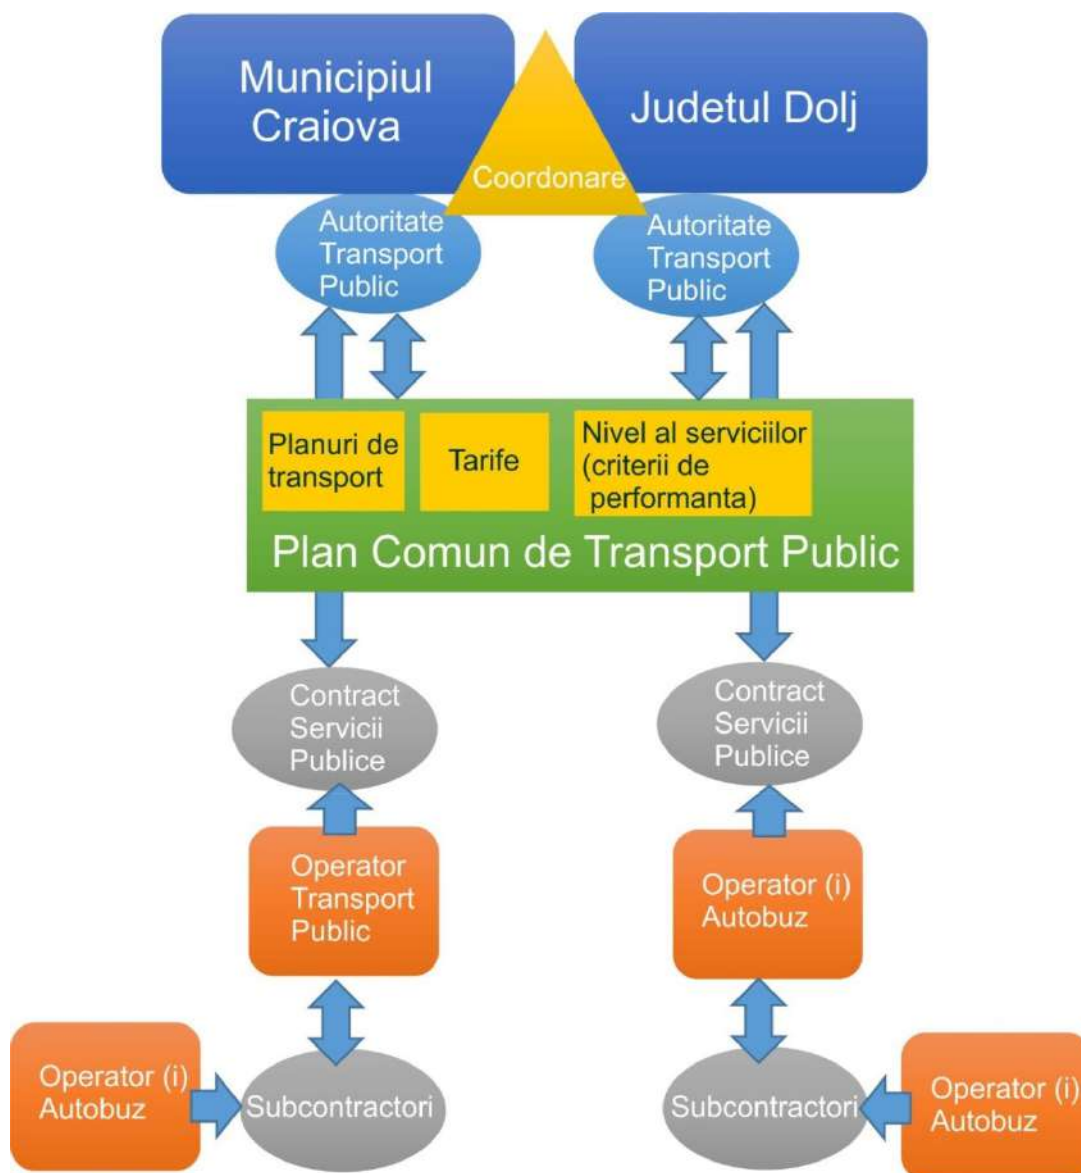 Municipiul
Craiova
Judetul Dolj
Coordonare
Autoritate
Transport
Public
Autoritate
Transport
Public
Planuri de
transport
Tarife
Nivel al serviciilor
(criterii de
performanta)
Plan Comun de Transport Public
Contract
Servicii
Publice
Contract
Servicii
Publice
Operator
Transport
Public
Operator (i)
Autobuz
Operator (i)
Autobuz
Subcontractori
Subcontractori
Operator (i)
Autobuz